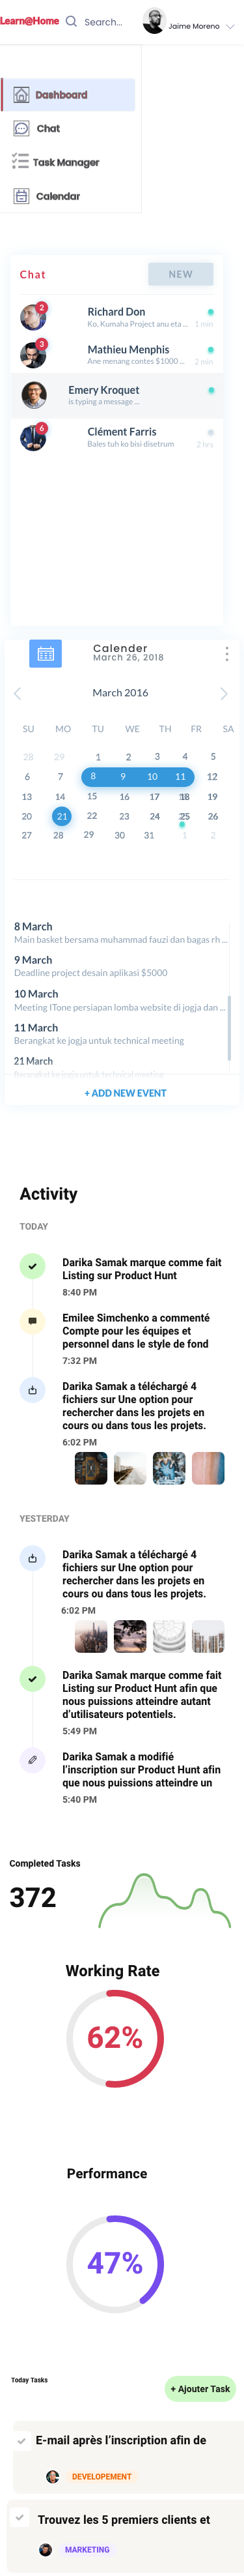 Learn@Home
Search...
Jaime Moreno
Dashboard
Chat
Task Manager
Calendar
Chat
NEW
2
Richard Don
Ko, Kumaha Project anu eta ...
1 min
3
Mathieu Menphis
Ane menang contes $1000 ...
2 min
Emery Kroquet
is typing a message ...
6
Clément Farris
Bales tuh ko bisi disetrum
2 hrs
Calender
March 26, 2018
March 2016
SU MO TU WE TH FR SA
28 29 1 2 3 4 5
6 7 8 9 10 11 12
13 14 15 16 17 18 19
20 21 22 23 24 25 26
27 28 29 30 31 1 2
8 March
Main basket bersama muhammad fauzi dan bagas rh ...
9 March
Deadline project desain aplikasi $5000
10 March
Meeting ITone persiapan lomba website di jogja dan ...
11 March
Berangkat ke jogja untuk technical meeting
21 March
Berangkat ke jogja untuk technical meeting
+ ADD NEW EVENT
Activity
TODAY
Darika Samak marque comme fait
Listing sur Product Hunt
8:40 PM
Emilee Simchenko a commenté
Compte pour les équipes et
personnel dans le style de fond
7:32 PM
Darika Samak a téléchargé 4
fichiers sur Une option pour
rechercher dans les projets en
cours ou dans tous les projets.
6:02 PM
YESTERDAY
Darika Samak a téléchargé 4
fichiers sur Une option pour
rechercher dans les projets en
cours ou dans tous les projets.
6:02 PM
Darika Samak marque comme fait
Listing sur Product Hunt afin que
nous puissions atteindre autant
d’utilisateurs potentiels.
5:49 PM
Darika Samak a modifié
l’inscription sur Product Hunt afin
que nous puissions atteindre un
5:40 PM
Completed Tasks
372
Working Rate
62%
Performance
47%
Today Tasks
+ Ajouter Task
E-mail après l’inscription afin de
DEVELOPEMENT
Trouvez les 5 premiers clients et
MARKETING